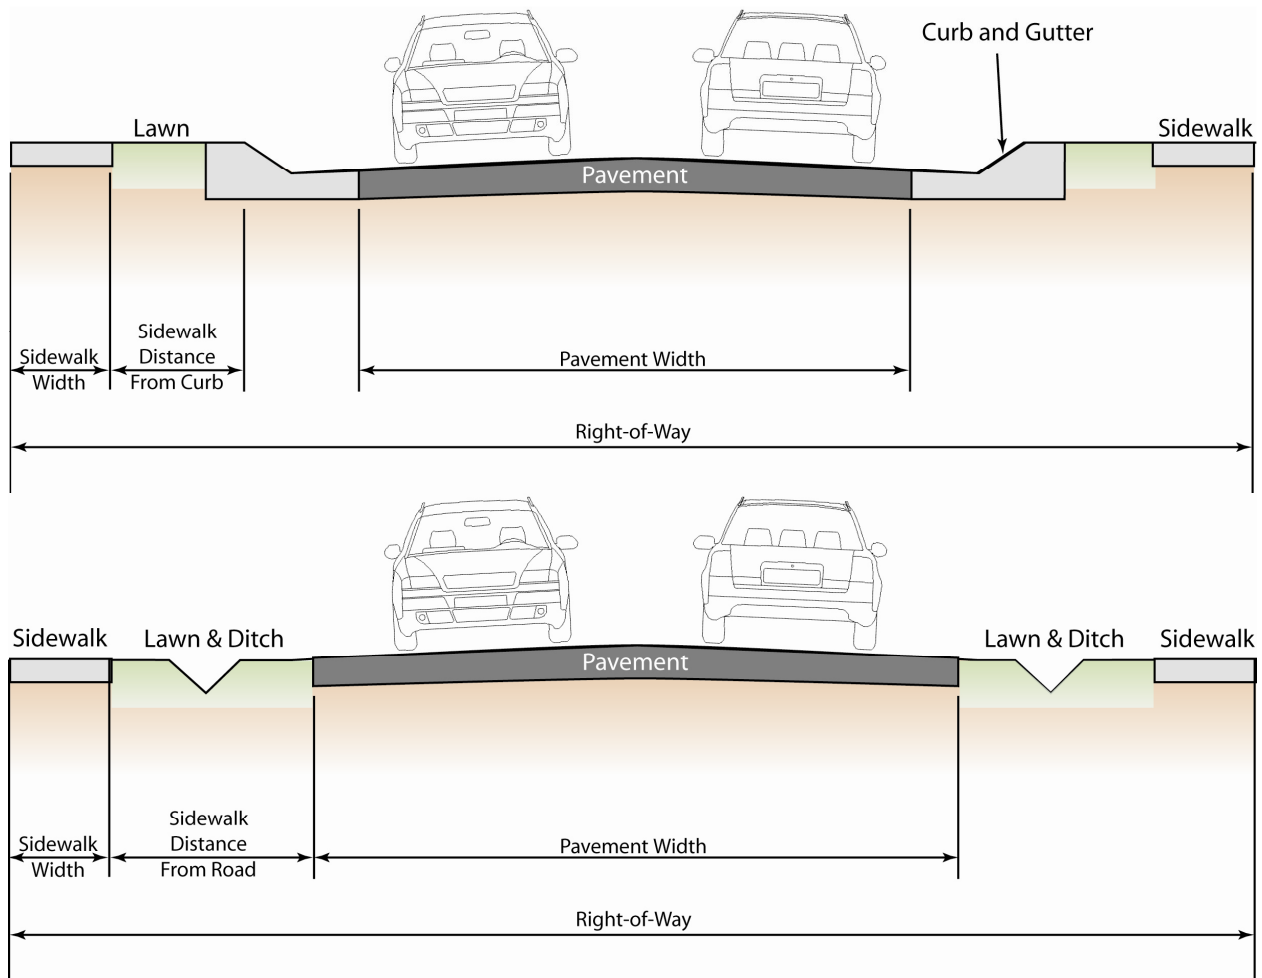 Curb and Gutter
Lawn
Sidewalk
Pavement
Sidewalk
Distance
From Curb
Sidewalk
Width
Pavement Width
Right-of-Way
Sidewalk
Lawn & Ditch
Pavement
Lawn & Ditch
Sidewalk
Sidewalk
Width
Sidewalk
Distance
From Road
Pavement Width
Right-of-Way